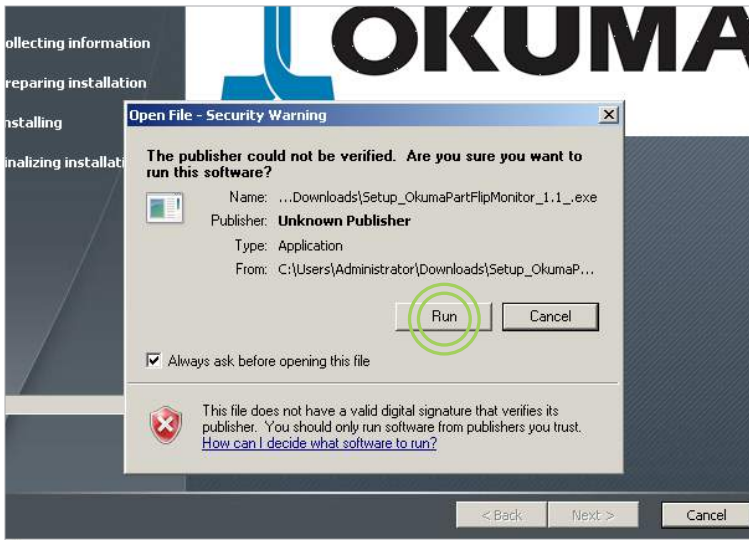 OKUMA
ollecting information
reparing installation
nstalling
inalizing installati
Open File - Security Warning
The publisher could not be verified. Are you sure you want to
run this software?
Name: ...Downloads\Setup_OkumaPartFlipMonitor_1.1_.exe
Publisher: Unknown Publisher
Type: Application
From: C:\Users\Administrator\Downloads\Setup_OkumaP...
Run
Cancel
Always ask before opening this file
This file does not have a valid digital signature that verifies its
publisher. You should only run software from publishers you trust.
How can I decide what software to run?
< Back
Next >
Cancel